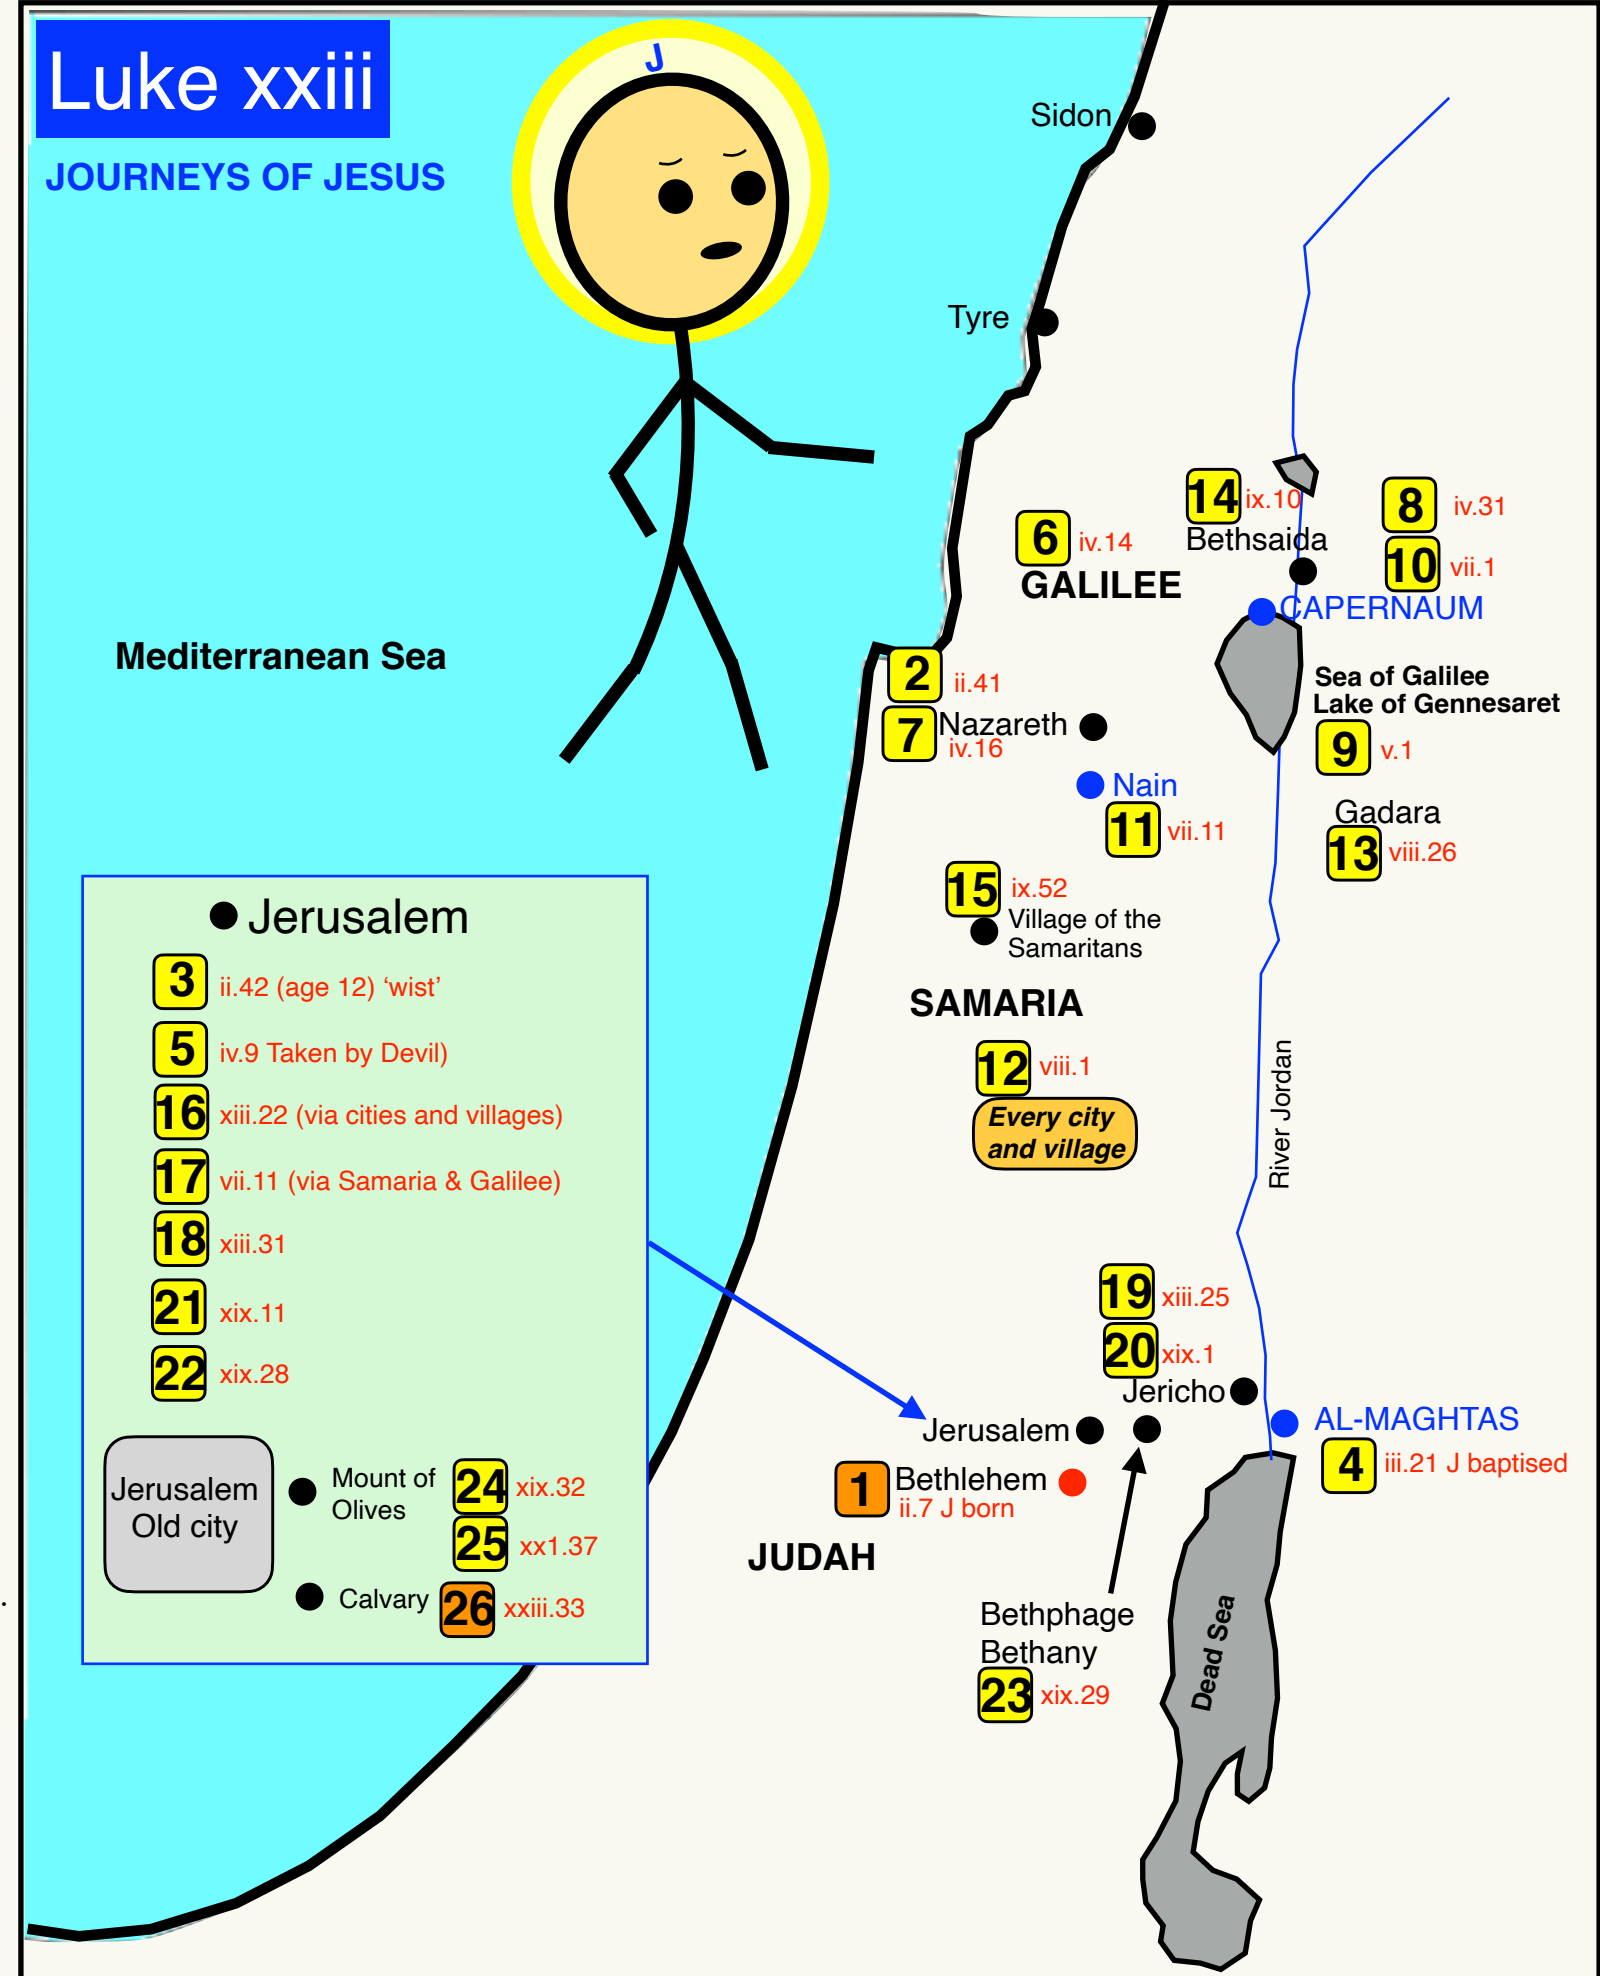 Luke xxiii
JOURNEYS OF JESUS
J
Sidon
Tyre
14 ix.10
Bethsaida
8 iv.31
10 vii.1
CAPERNAUM
6 iv.14
GALILEE
Mediterranean Sea
2 ii.41
7 Nazareth
iv.16
Sea of Galilee
Lake of Gennesaret
9 v.1
Nain
11 vii.11
Gadara
13 viii.26
15 ix.52
Village of the
Samaritans
SAMARIA
12 viii.1
Every city
and village
River Jordan
Jerusalem
3 ii.42 (age 12) ‘wist’
5 iv.9 Taken by Devil)
16 xiii.22 (via cities and villages)
17 vii.11 (via Samaria & Galilee)
18 xiii.31
21 xix.11
22 xix.28
Jerusalem
Old city
Mount of
Olives
24 xix.32
25 xx1.37
Calvary 26 xxiii.33
19 xiii.25
20 xix.1
Jericho
Jerusalem
AL-MAGHTAS
4 iii.21 J baptised
1 Bethlehem
ii.7 J born
JUDAH
Bethphage
Bethany
23 xix.29
Dead Sea